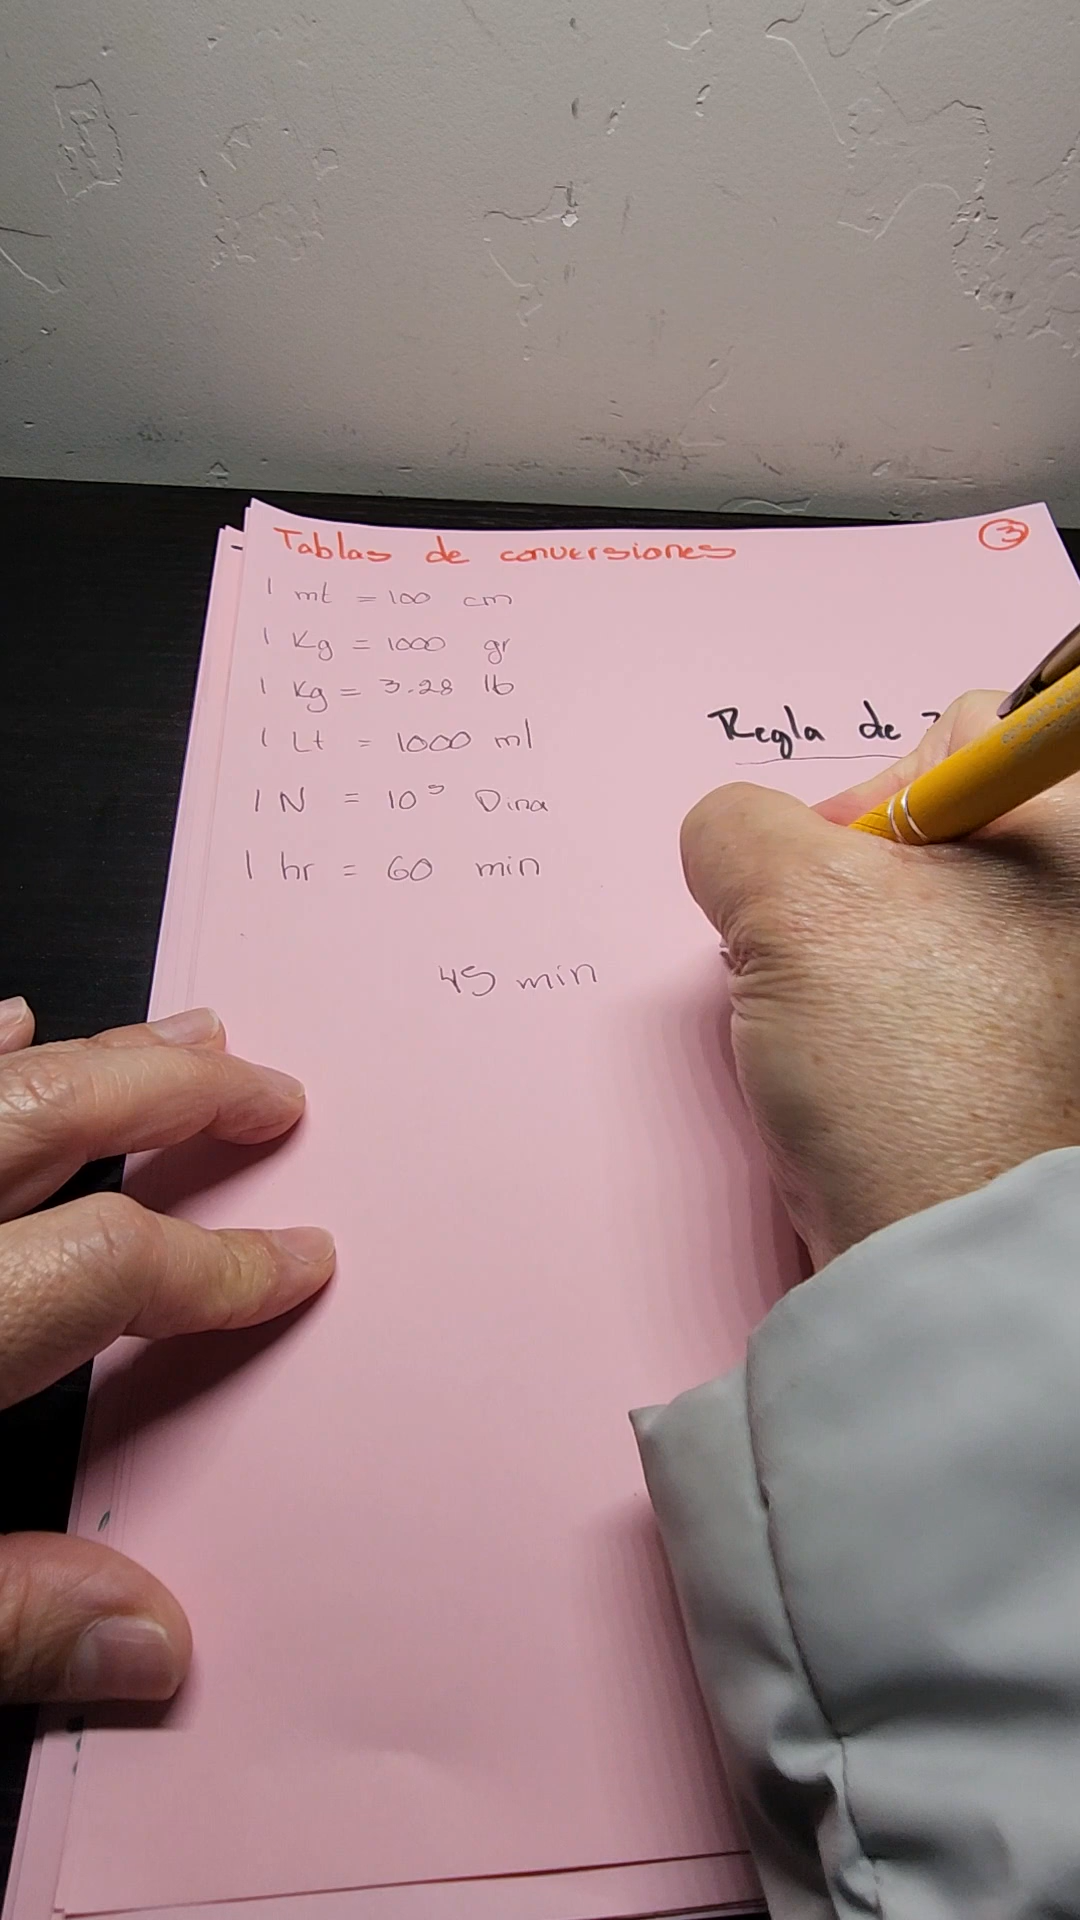 Tablas de conversiones
3
1 mt = 100 cm
1 Kg = 1000 gr
1 Kg = 3.28 lb
1 Lt = 1000 ml
1 N = 10⁵ Dina
1 hr = 60 min
Regla de
45 min